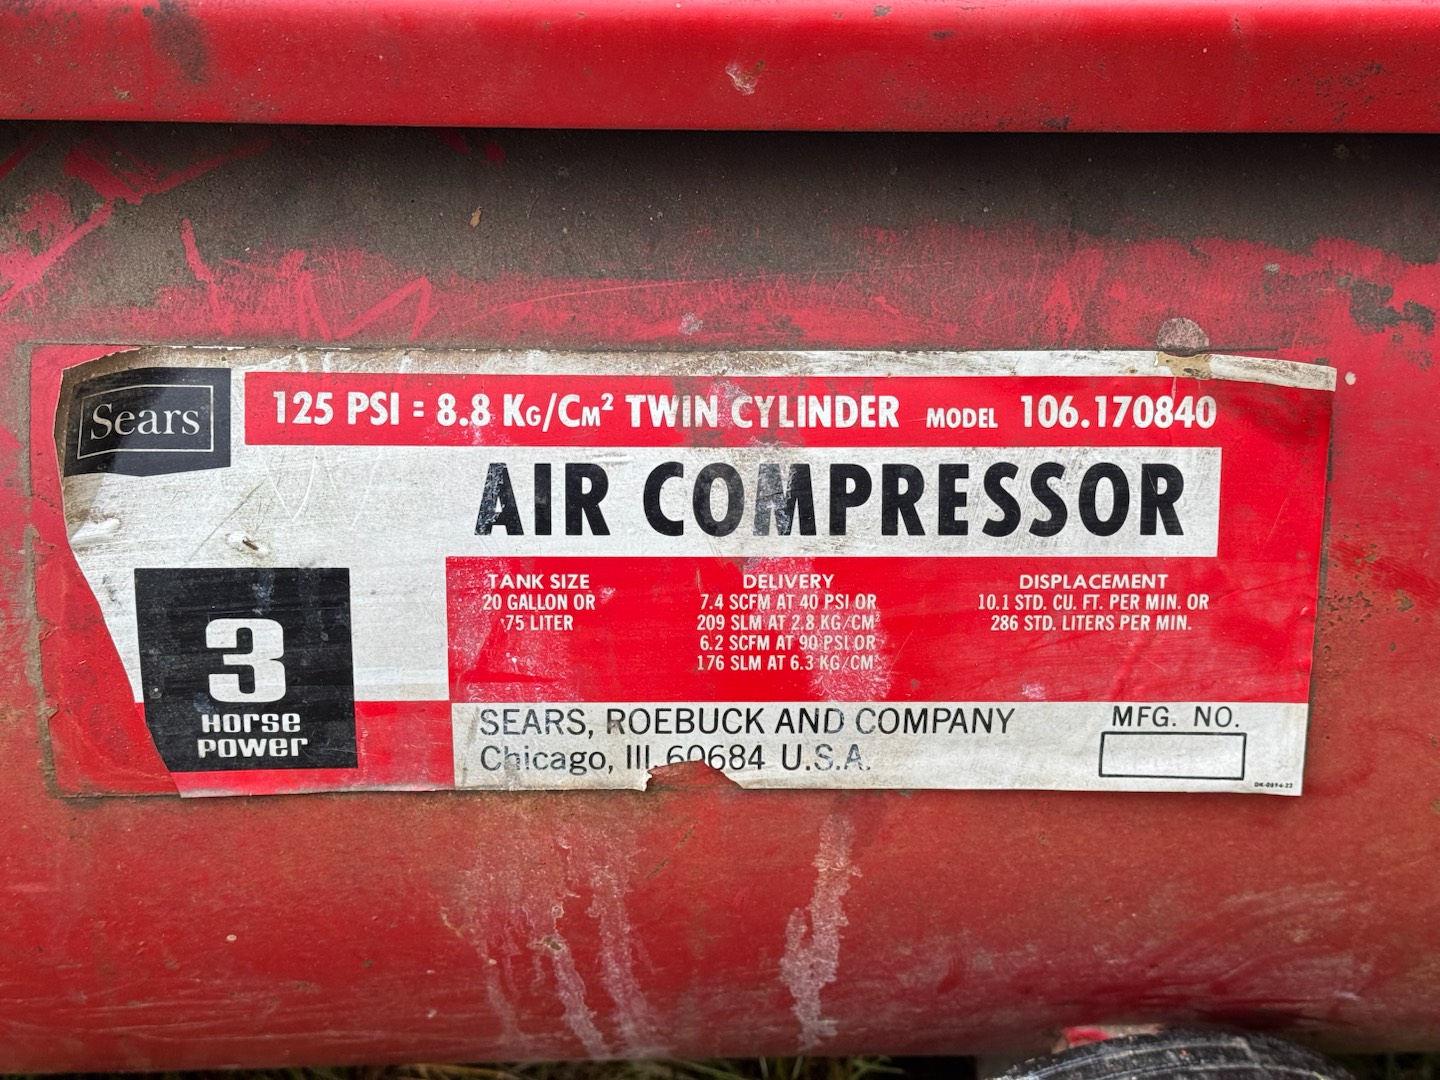 Sears
125 PSI = 8.8 KG/CM² TWIN CYLINDER MODEL 106.170840
AIR COMPRESSOR
3
HORSE
POWER
TANK SIZE
20 GALLON OR
75 LITER
DELIVERY
7.4 SCFM AT 40 PSI OR
209 SLM AT 2.8 KG/CM²
6.2 SCFM AT 90 PSI OR
176 SLM AT 6.3 KG/CM²
DISPLACEMENT
10.1 STD. CU. FT. PER MIN. OR
286 STD. LITERS PER MIN.
SEARS, ROEBUCK AND COMPANY
Chicago, Ill. 60684 U.S.A.
MFG. NO.